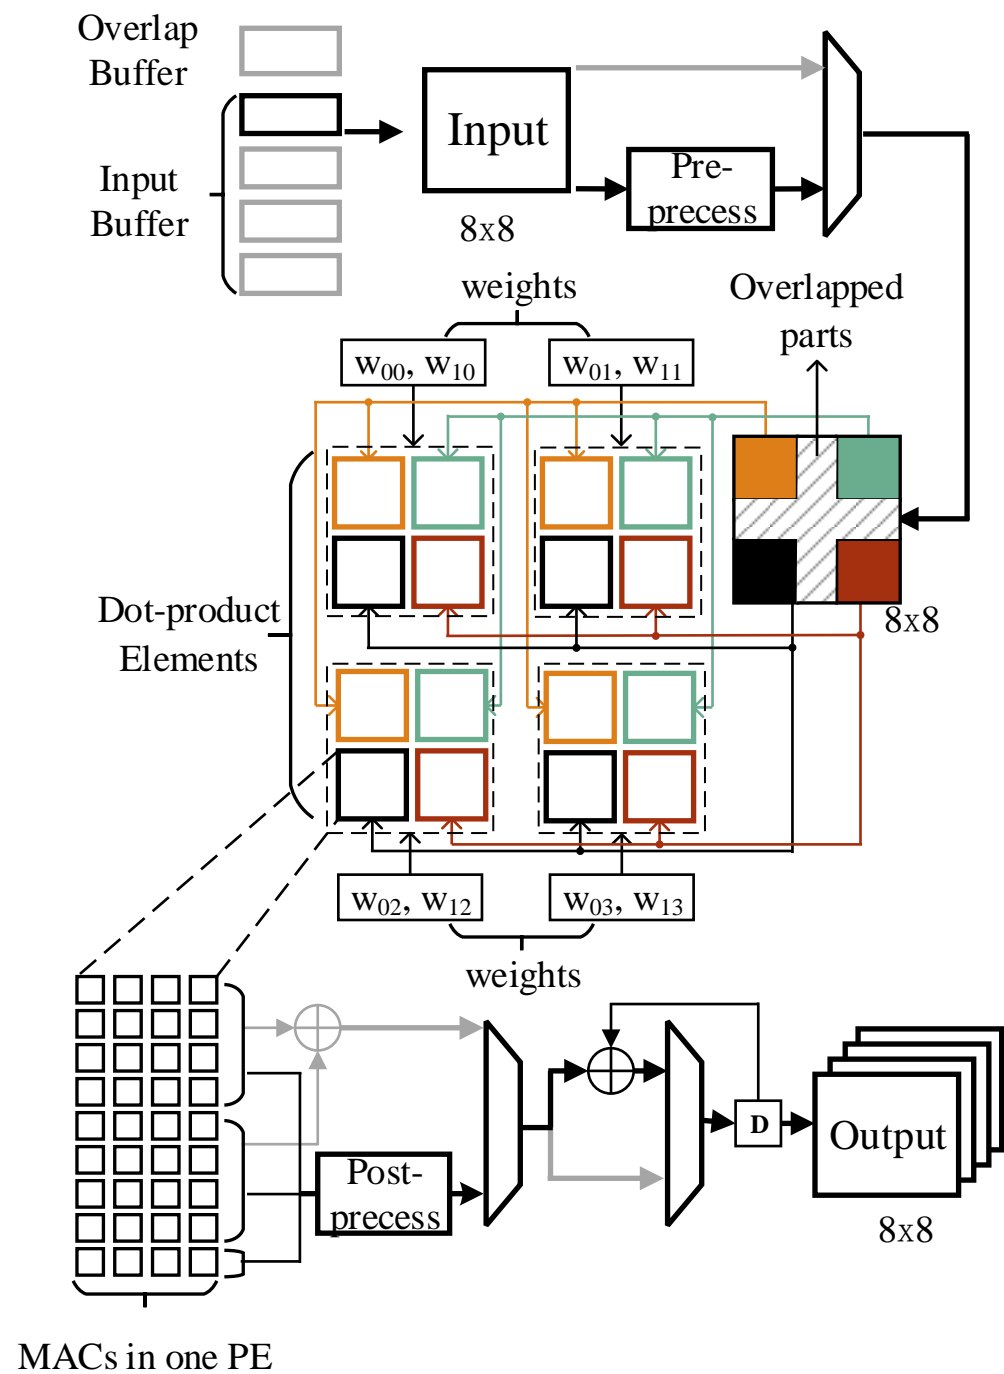 Overlap
Buffer
Input
Buffer
Input
8x8
Pre-
precess
weights
Overlapped
parts
w00, w10
w01, w11
Dot-product
Elements
8x8
w02, w12
w03, w13
weights
Post-
precess
D
Output
8x8
MACs in one PE